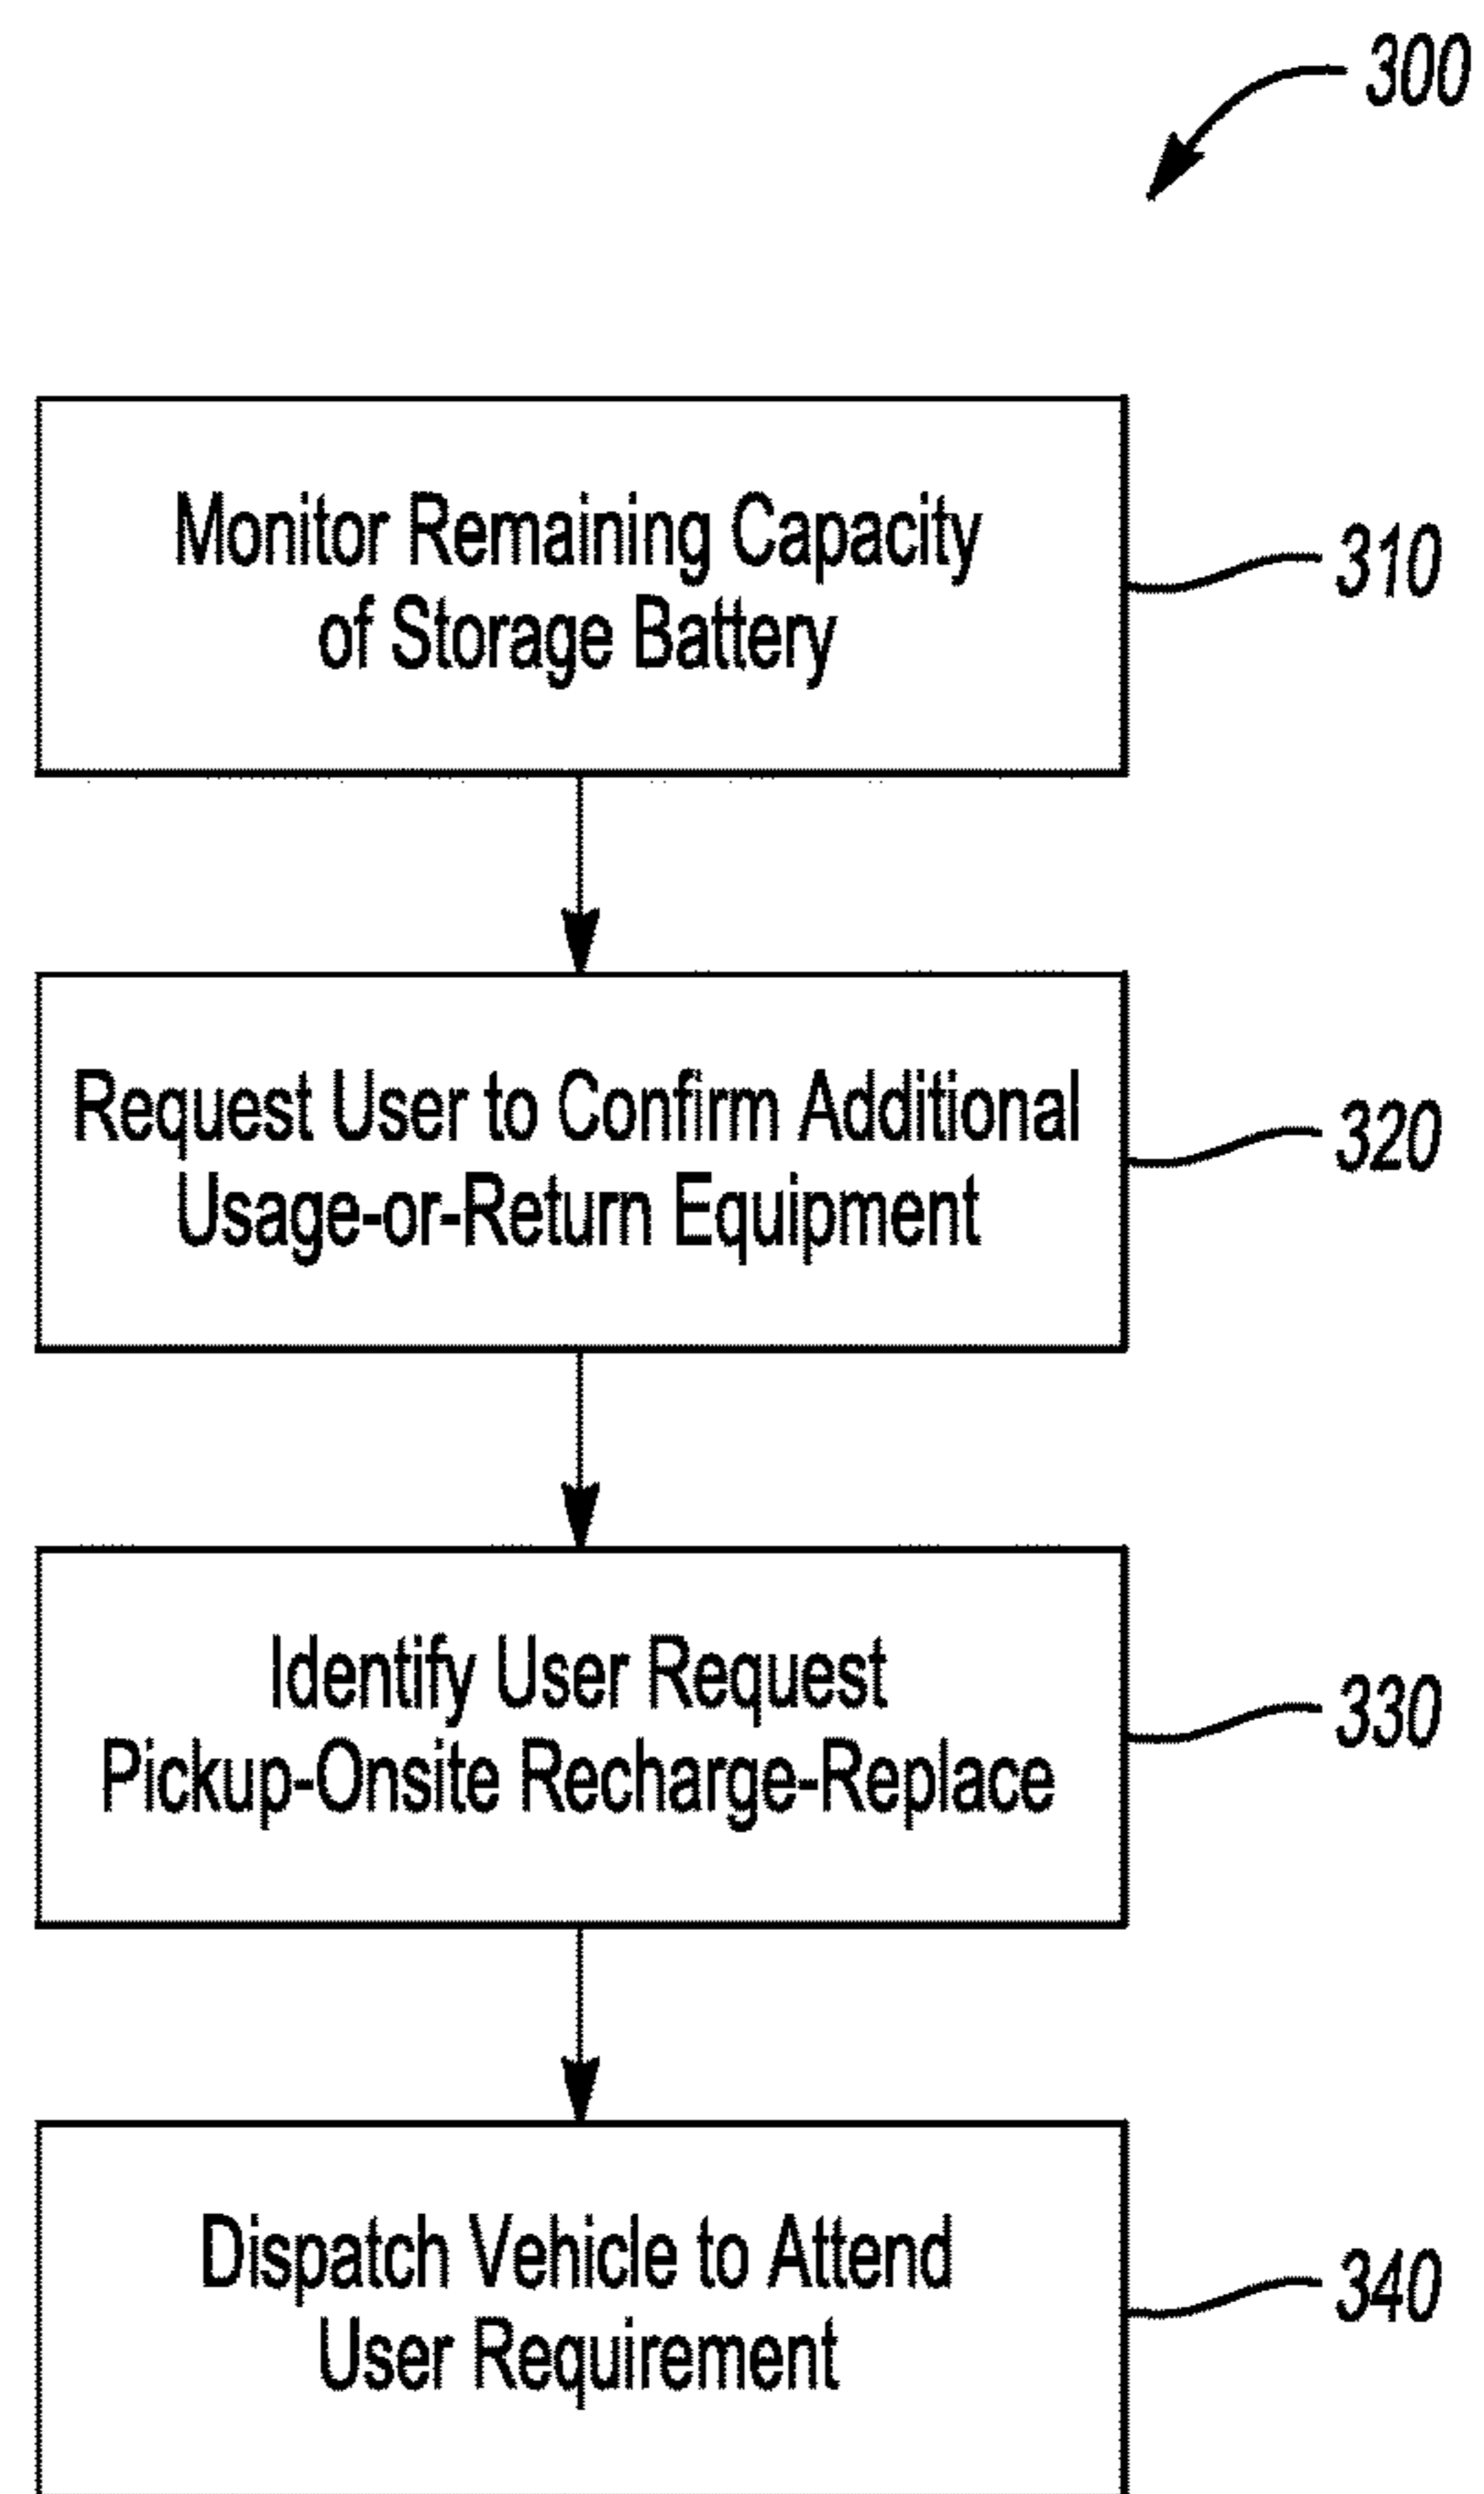 300
Monitor Remaining Capacity
of Storage Battery
310
Request User to Confirm Additional
Usage-or-Return Equipment
320
Identify User Request
Pickup-Onsite Recharge-Replace
330
Dispatch Vehicle to Attend
User Requirement
340